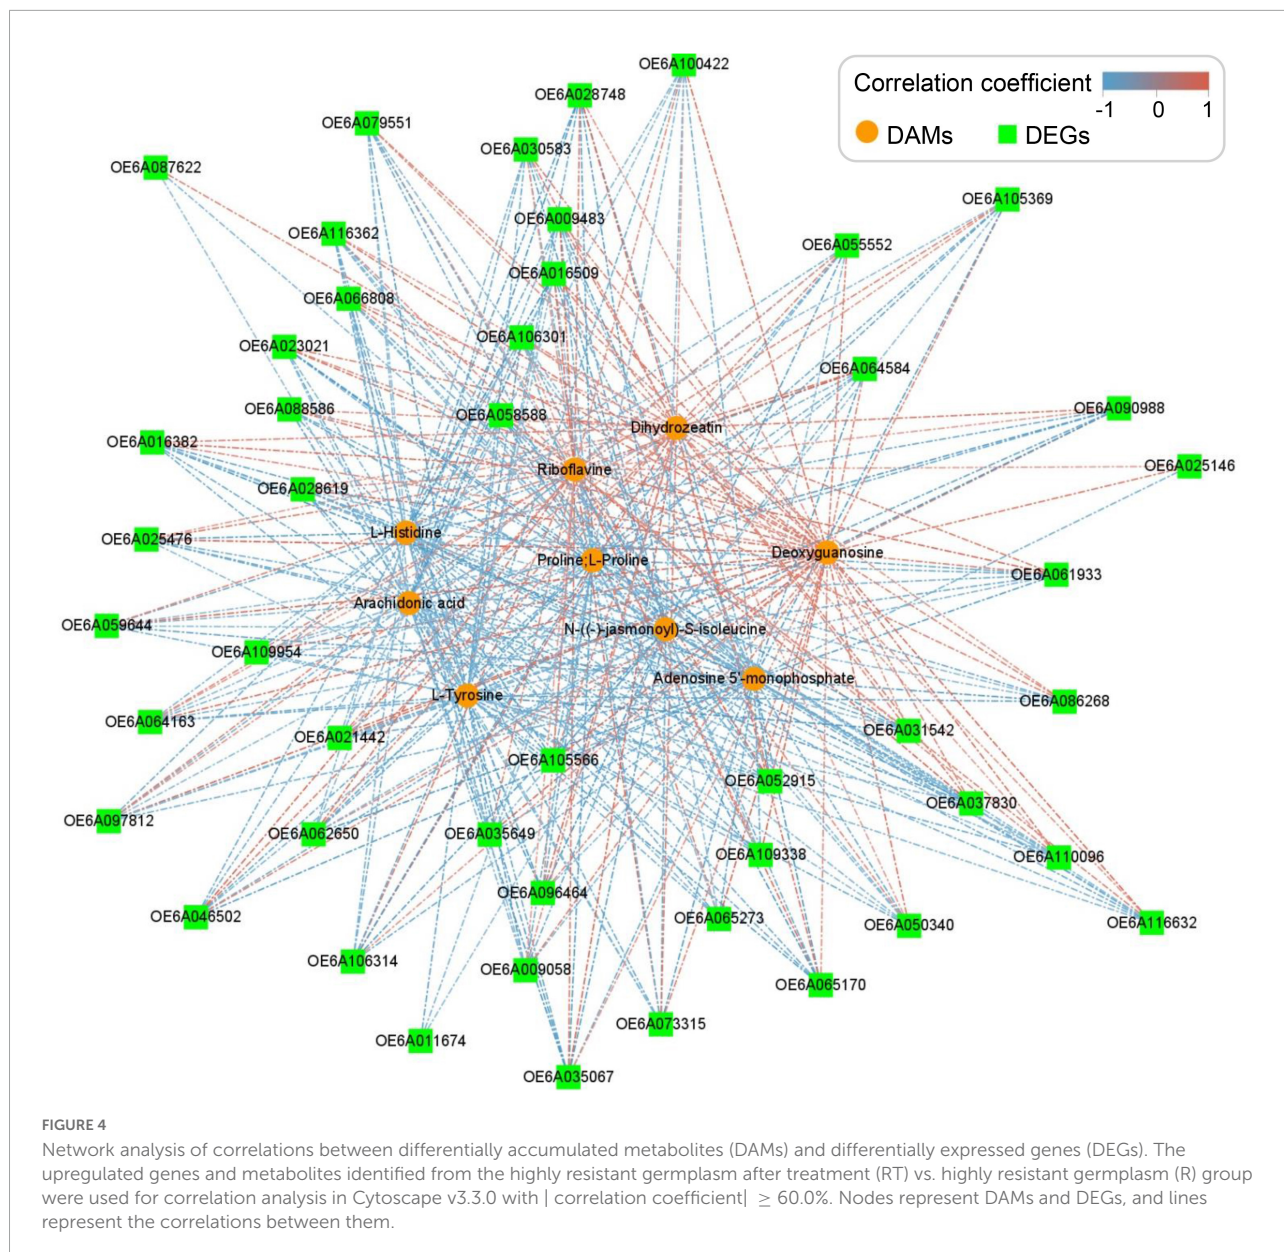 OE6A100422
OE6A028748
Correlation coefficient
-1 0 1
DAMs DEGs
OE6A079551
OE6A030583
OE6A087622
OE6A105369
OE6A009483
OE6A116362
OE6A055552
OE6A016509
OE6A066808
OE6A106301
OE6A023021
OE6A064584
OE6A088586
OE6A058588
OE6A090988
Dihydrozeatin
OE6A016382
Riboflavine
OE6A025146
OE6A028619
L-Histidine
OE6A025476
Deoxyguanosine
Proline;L-Proline
OE6A061933
Arachidonic acid
OE6A059644
N-((-)-jasmonoyl)-S-isoleucine
OE6A109954
Adenosine 5'-monophosphate
L-Tyrosine
OE6A086268
OE6A064163
OE6A031542
OE6A021442
OE6A105566
OE6A052915
OE6A037830
OE6A097812
OE6A062650
OE6A035649
OE6A109338
OE6A110096
OE6A096464
OE6A046502
OE6A065273
OE6A050340
OE6A116632
OE6A106314
OE6A009058
OE6A065170
OE6A073315
OE6A011674
OE6A035067
FIGURE 4
Network analysis of correlations between differentially accumulated metabolites (DAMs) and differentially expressed genes (DEGs). The
upregulated genes and metabolites identified from the highly resistant germplasm after treatment (RT) vs. highly resistant germplasm (R) group
were used for correlation analysis in Cytoscape v3.3.0 with | correlation coefficient| ≥ 60.0%. Nodes represent DAMs and DEGs, and lines
represent the correlations between them.